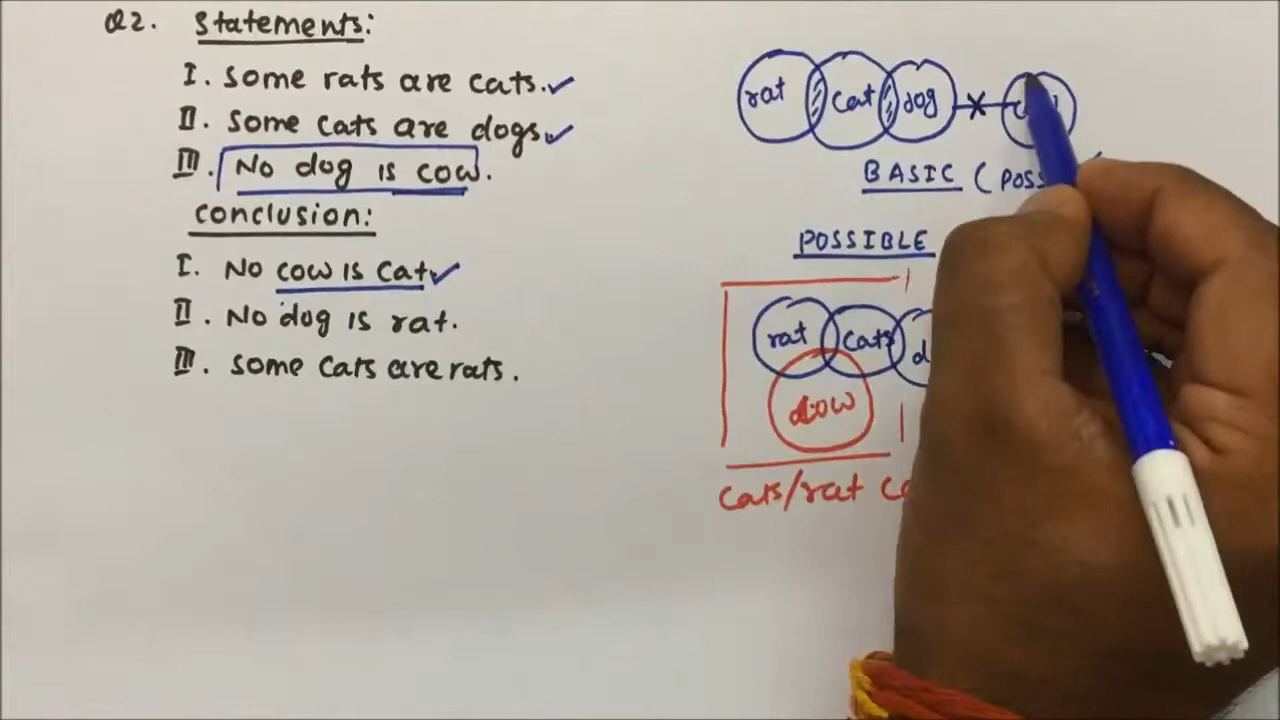 Q2. Statements:
I. Some rats are cats.
II. Some cats are dogs.
III. No dog is cow.
conclusion:
I. No cow is cat
II. No dog is rat.
III. Some cats are rats.
rat cat dog
BASIC (POSS
POSSIBLE
rat cats d
cow
cats/rat